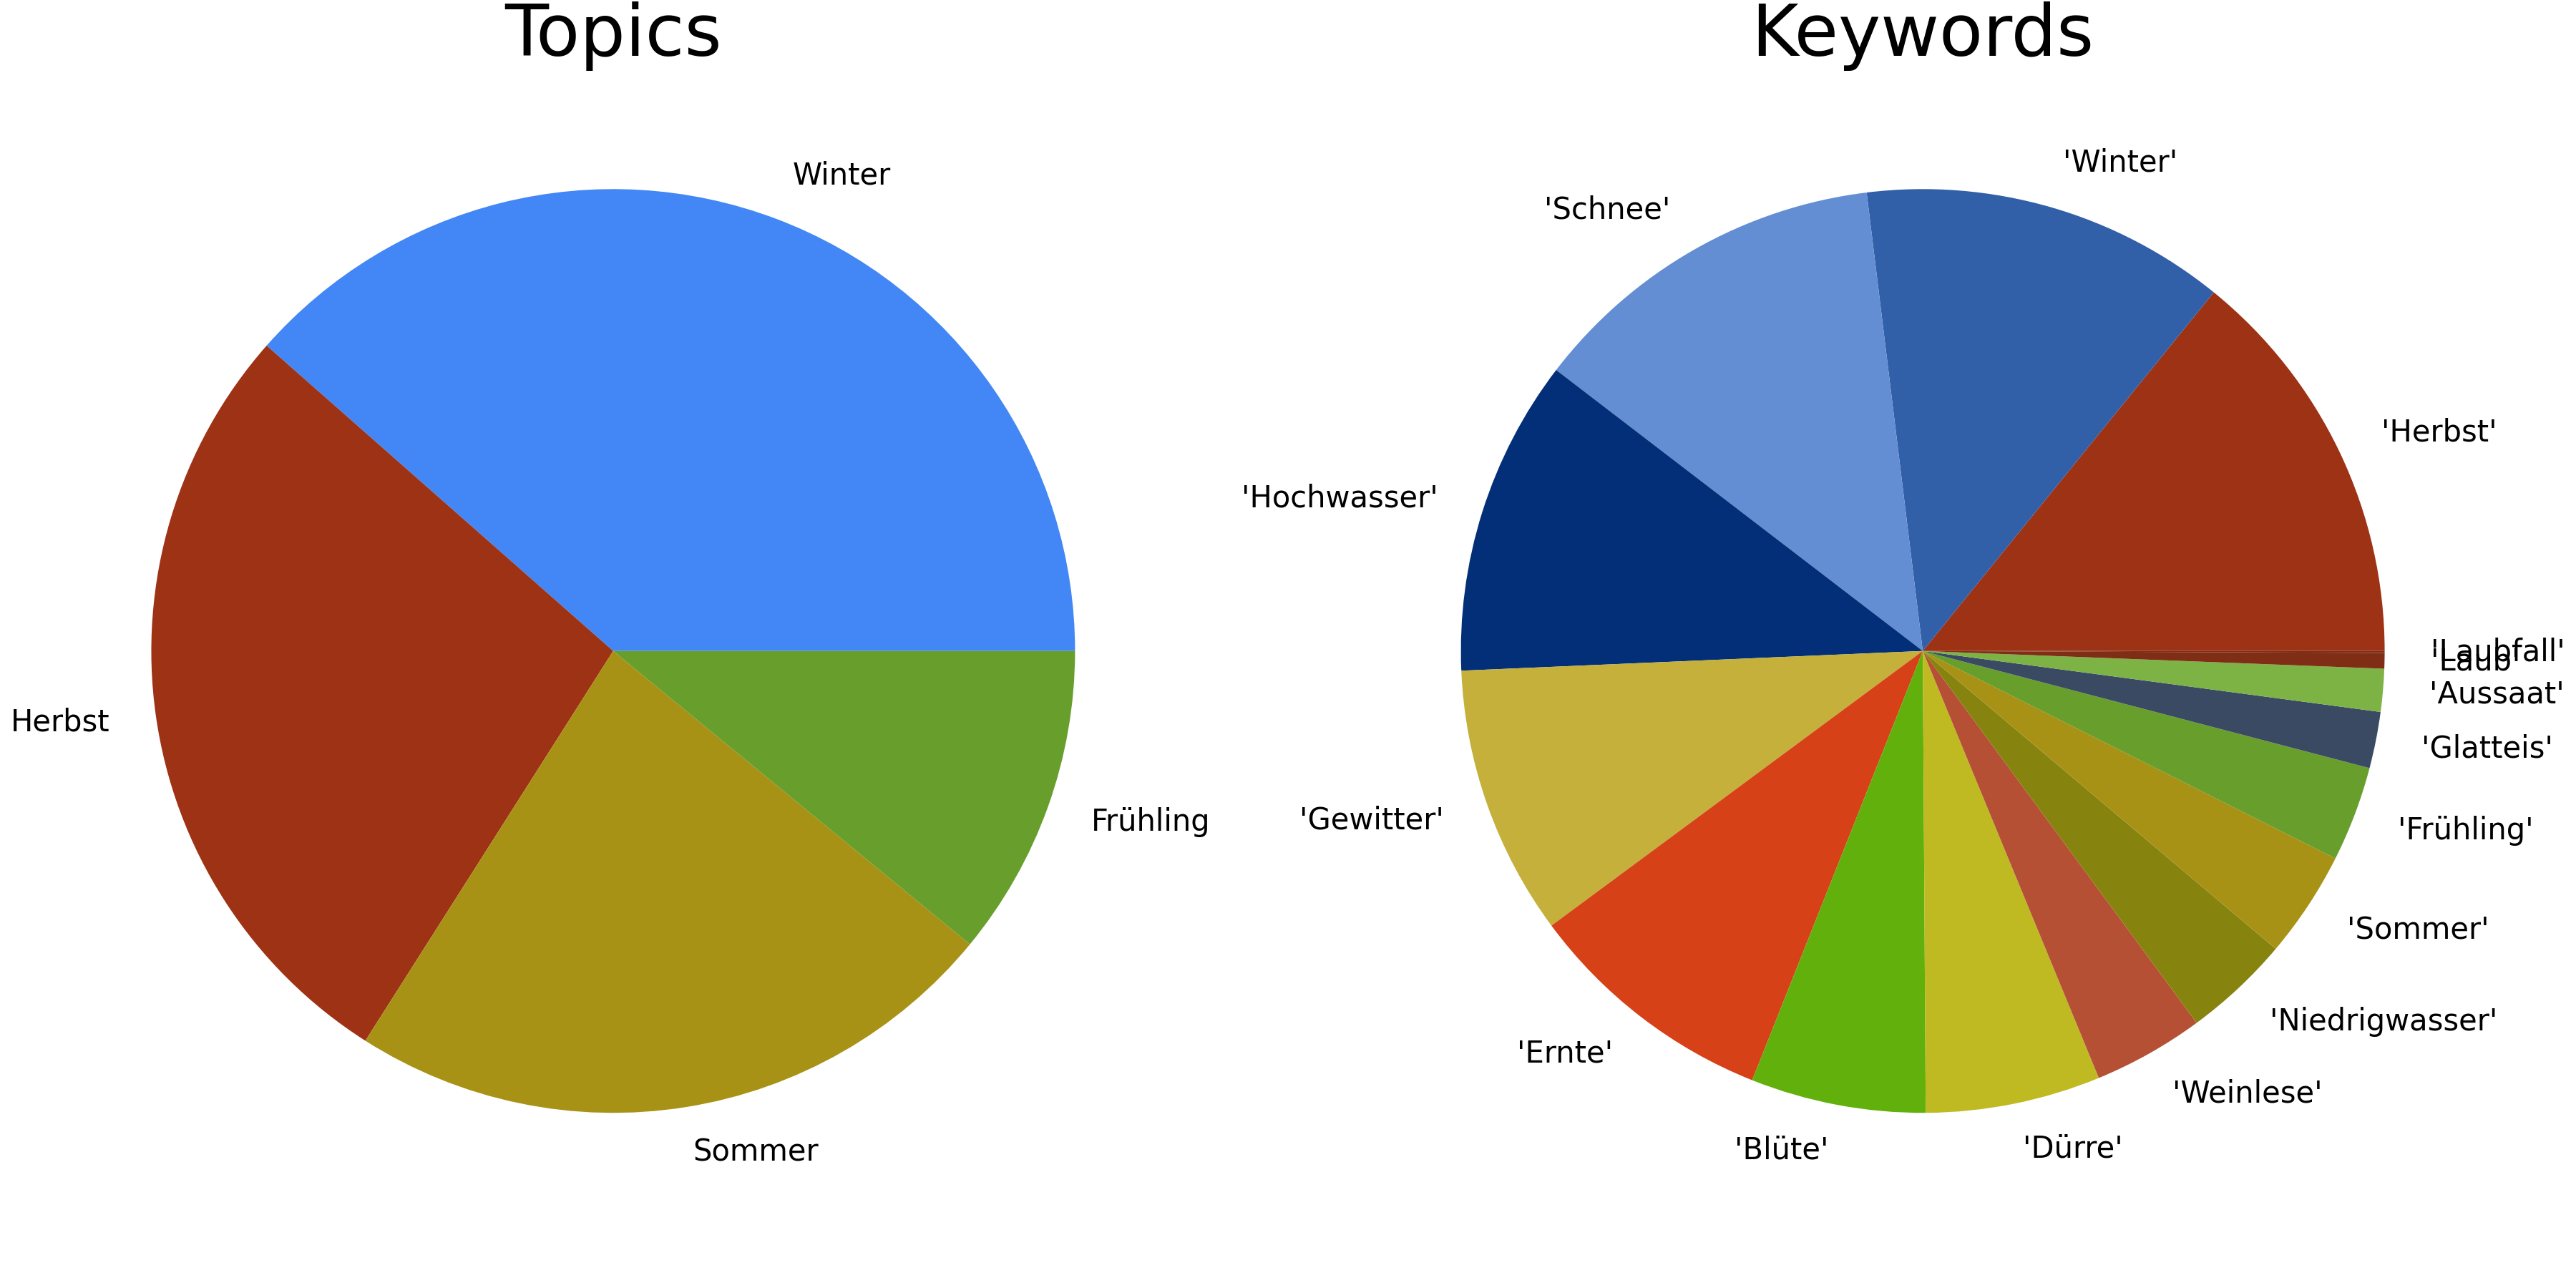 Topics
Winter
Herbst
Sommer
Frühling
Keywords
'Winter'
'Schnee'
'Herbst'
'Hochwasser'
'Laubfall'
'Laub'
'Aussaat'
'Glatteis'
'Gewitter'
'Frühling'
'Sommer'
'Niedrigwasser'
'Ernte'
'Weinlese'
'Blüte'
'Dürre'